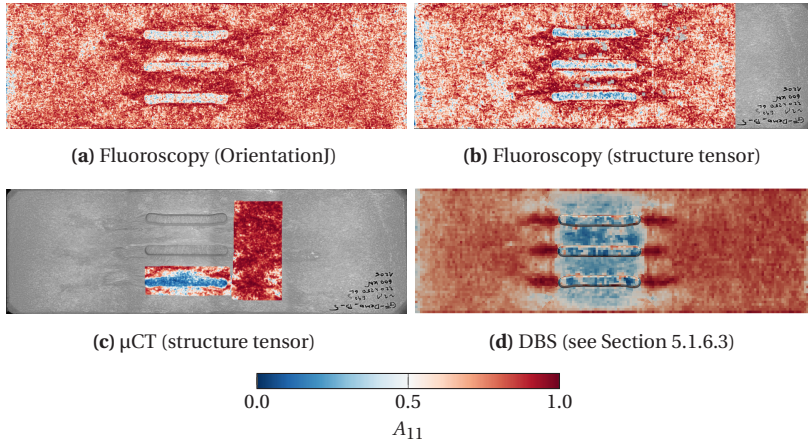 (a) Fluoroscopy (OrientationJ)
(b) Fluoroscopy (structure tensor)
(c) µCT (structure tensor)
(d) DBS (see Section 5.1.6.3)
0.0 0.5 1.0
A11